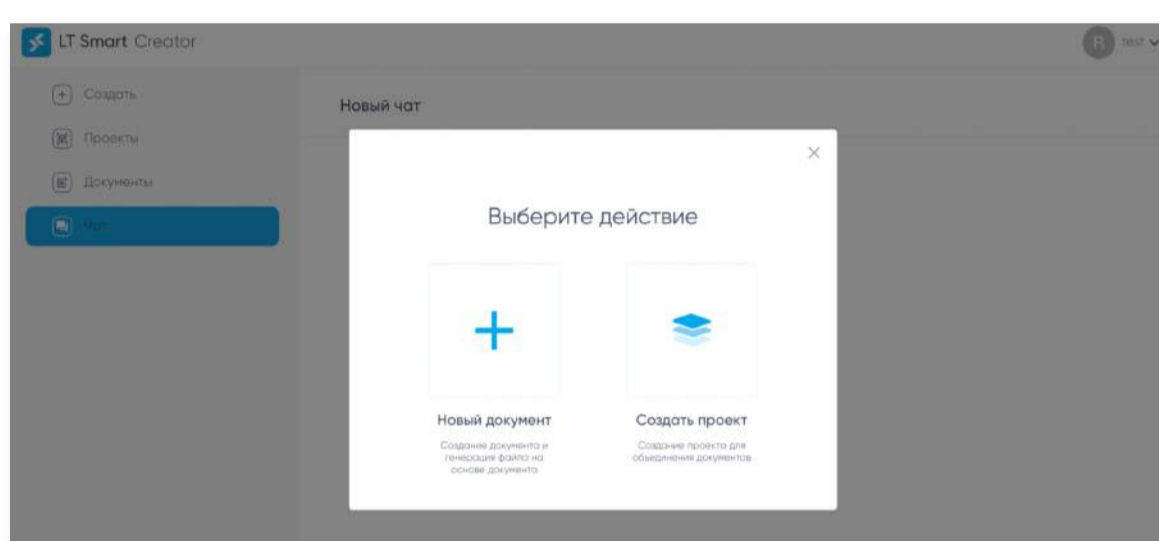 LT Smart Creator
R test
Создать
Новый чат
Проекты
Документы
Чат
Выберите действие
Новый документ
Создание документа и
генерация файла на
основе документа
Создать проект
Создание проекта для
объединения документов